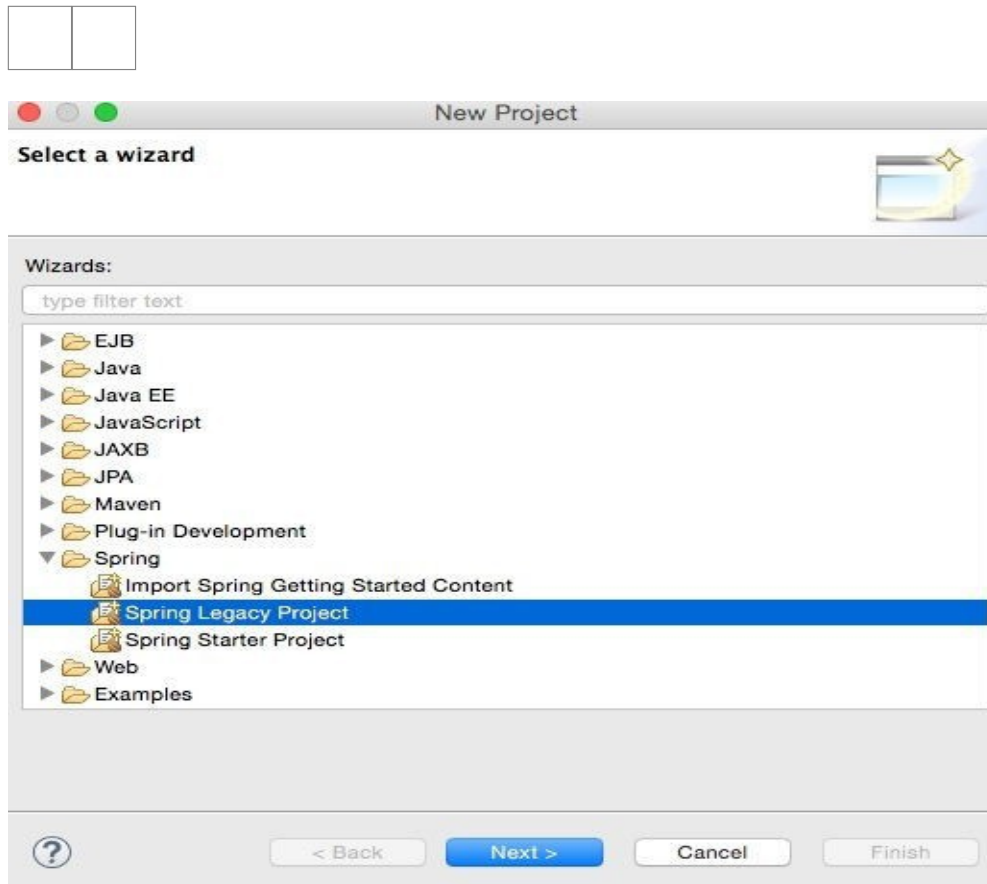 New Project
Select a wizard
Wizards:
type filter text
EJB
Java
Java EE
JavaScript
JAXB
JPA
Maven
Plug-in Development
Spring
Import Spring Getting Started Content
Spring Legacy Project
Spring Starter Project
Web
Examples
? < Back Next > Cancel Finish